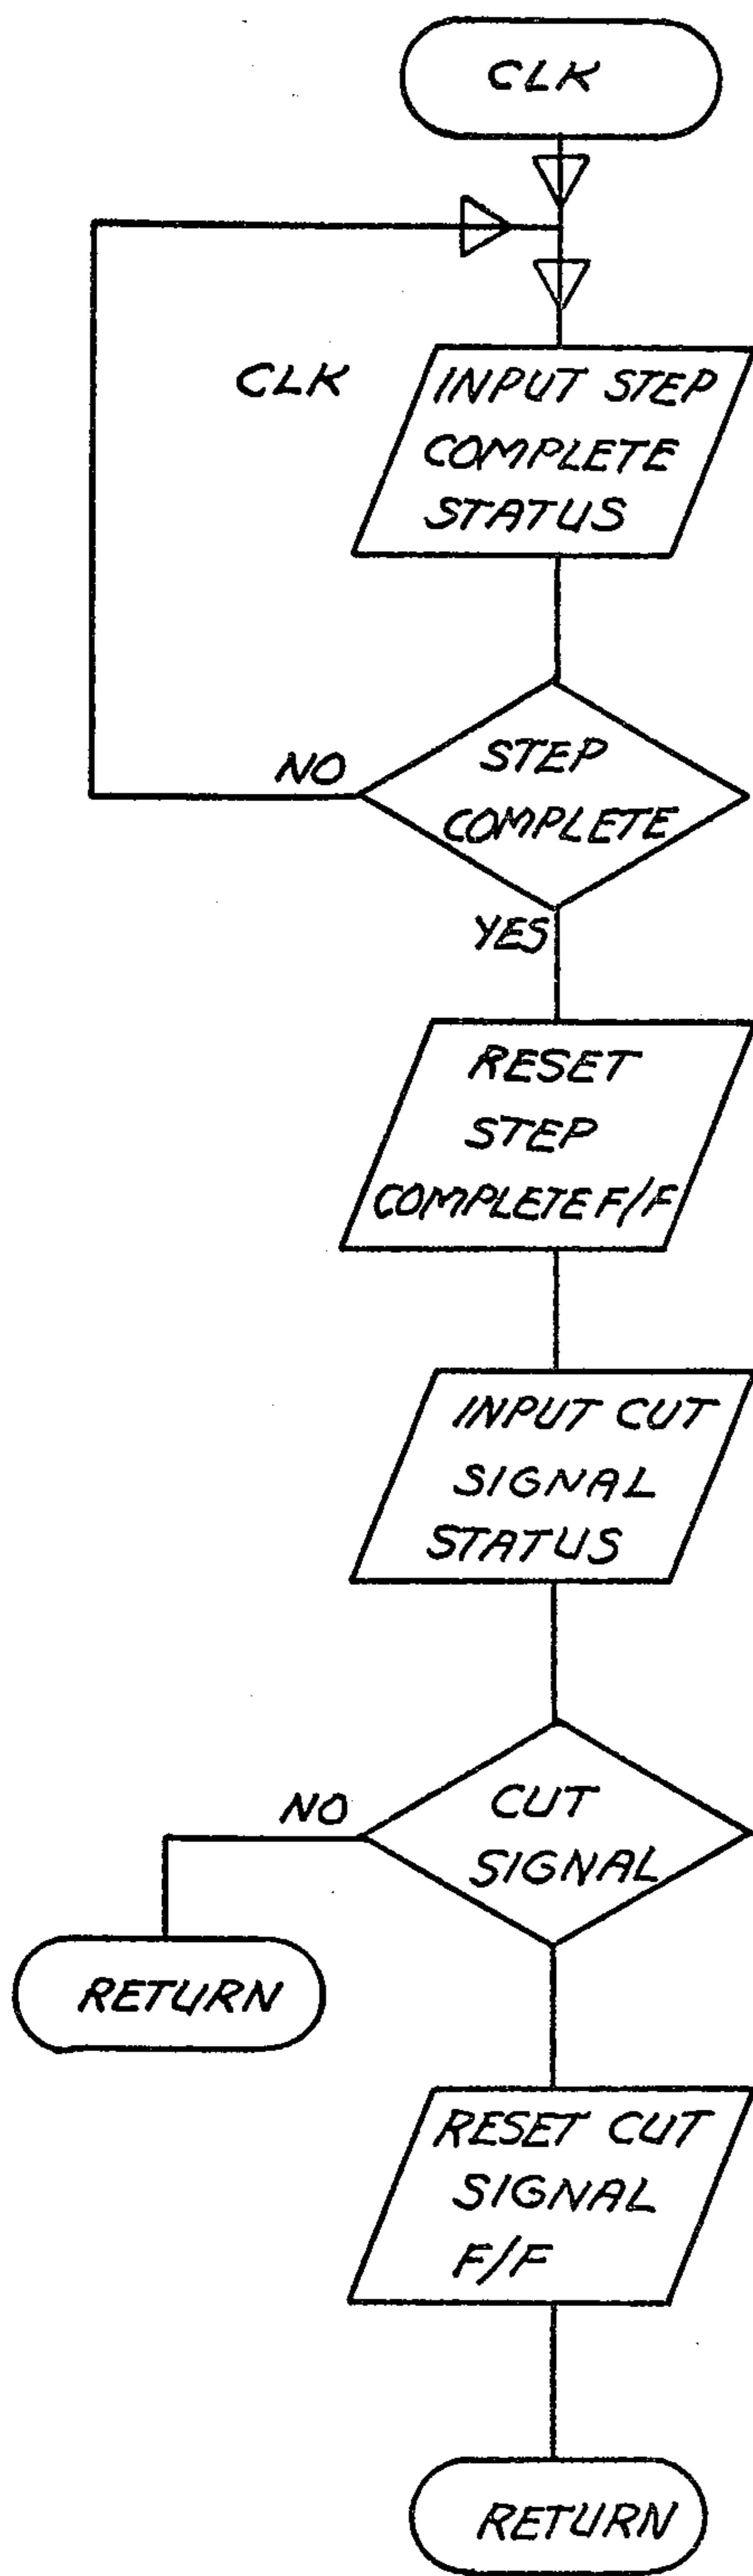 CLK
CLK
INPUT STEP
COMPLETE
STATUS
NO
STEP
COMPLETE
YES
RESET
STEP
COMPLETE F/F
INPUT CUT
SIGNAL
STATUS
NO
CUT
SIGNAL
RETURN
RESET CUT
SIGNAL
F/F
RETURN